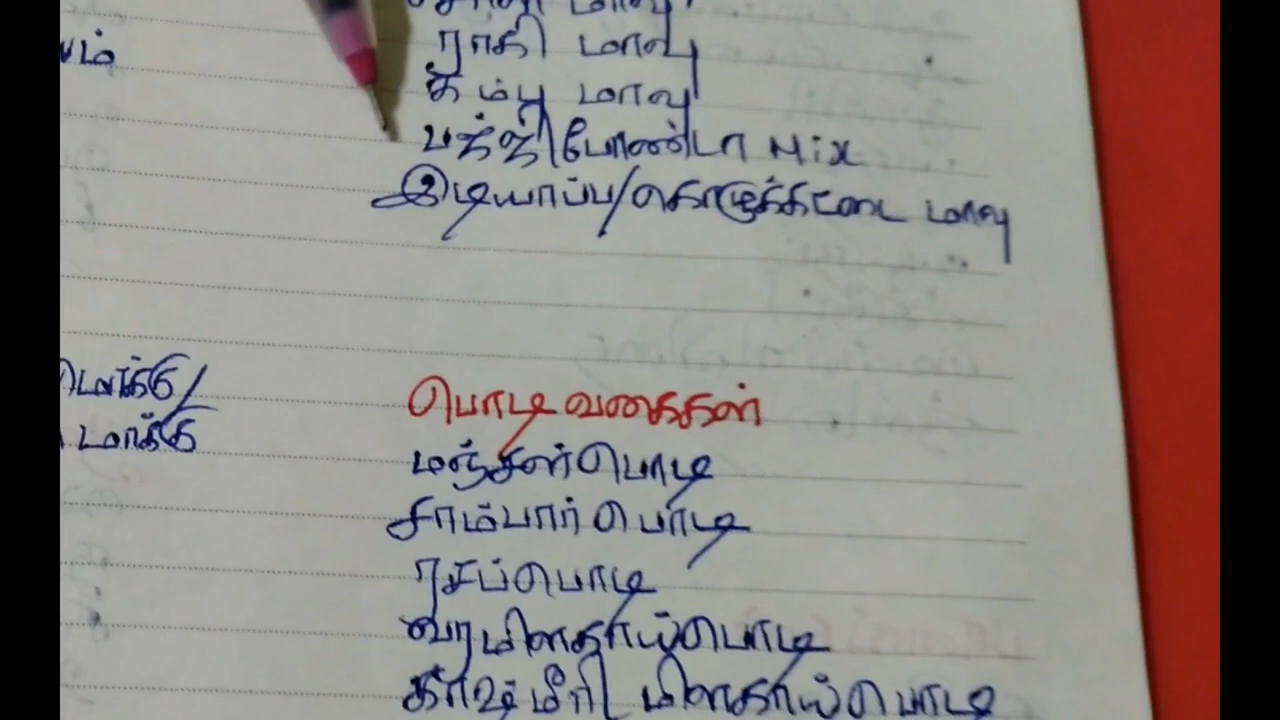 மாவு
ராகி மாவு
கம்பு மாவு
பஜ்ஜி போண்டா Mix
இடியாப்ப/கொழுக்கட்டை மாவு
பொடி வகைகள்
மஞ்சள் பொடி
சாம்பார் பொடி
ரசப்பொடி
வரமிளகாய்பொடி
காஷ்மீரி மிளகாய் பொடி